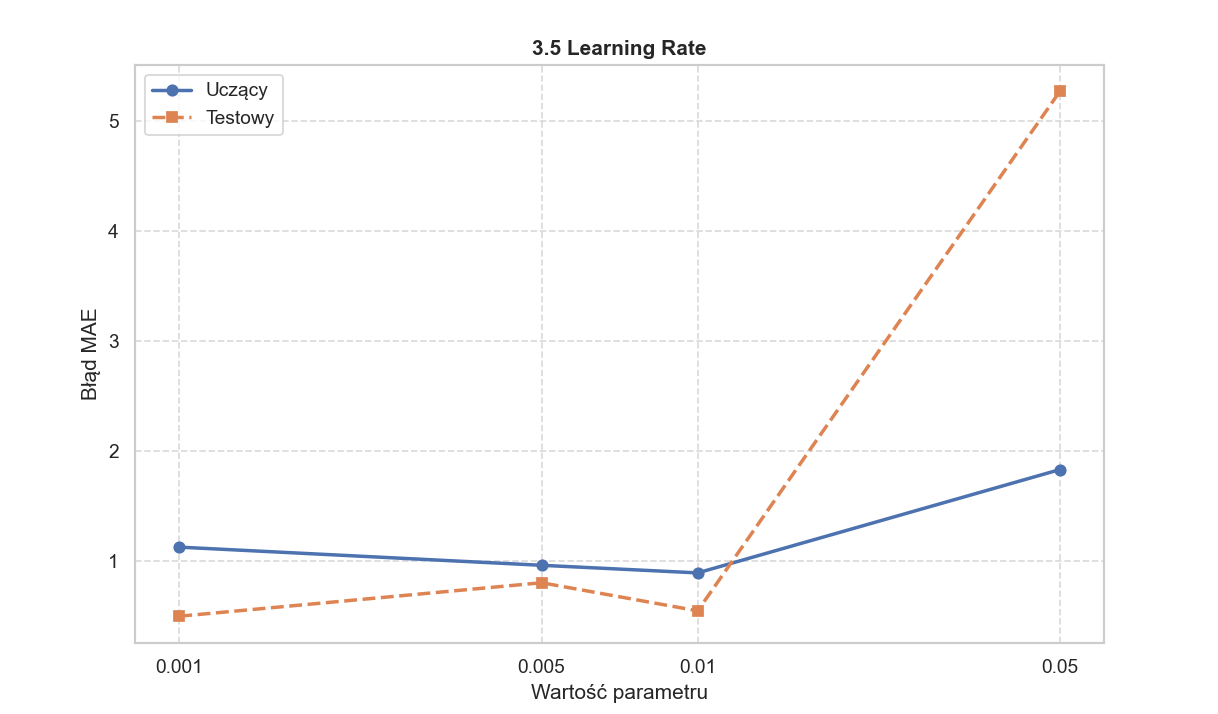 3.5 Learning Rate
Uczący
Testowy
5
4
3
2
1
Błąd MAE
0.001 0.005 0.01 0.05
Wartość parametru